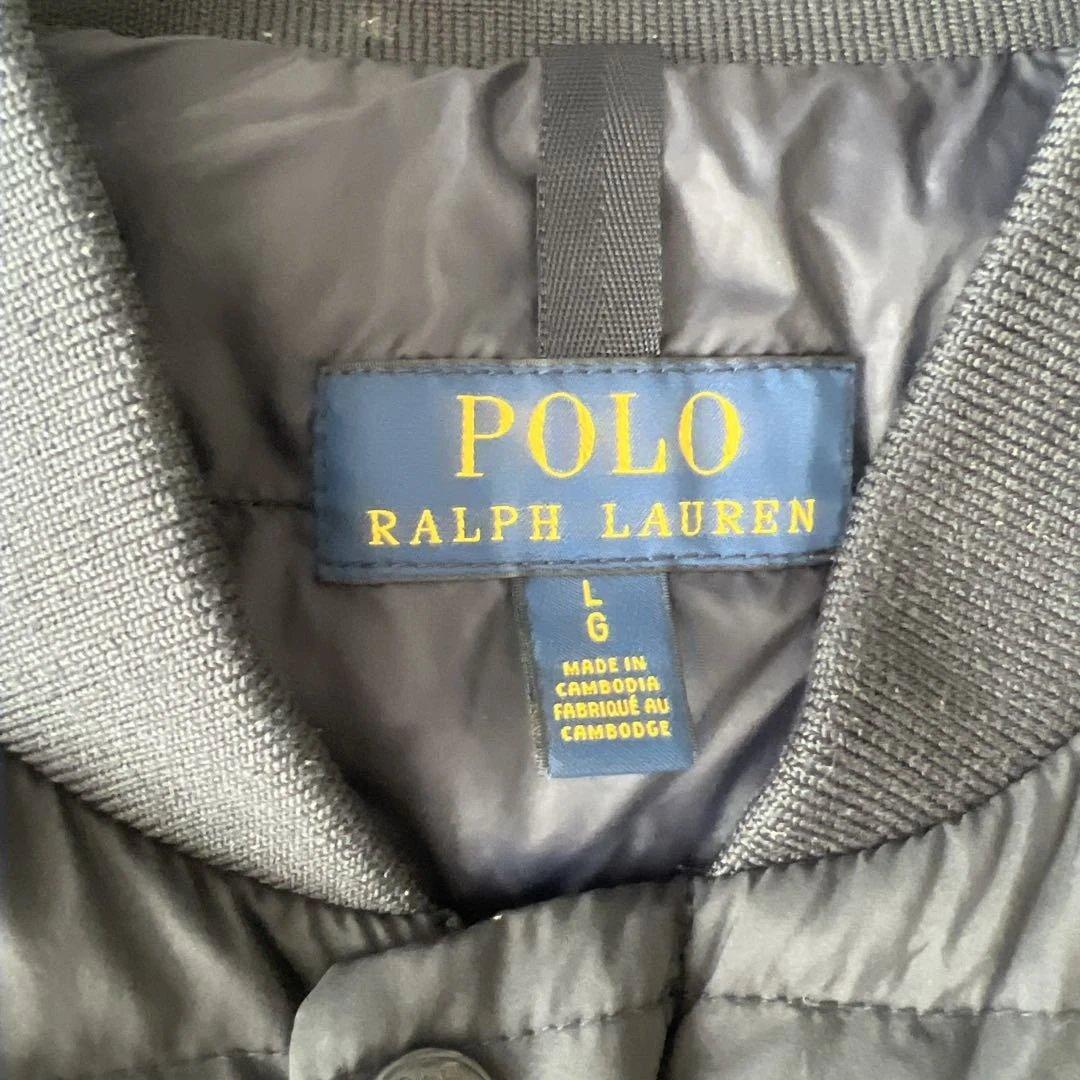 POLO
RALPH LAUREN
L
G
MADE IN
CAMBODIA
FABRIQUÉ AU
CAMBODGE